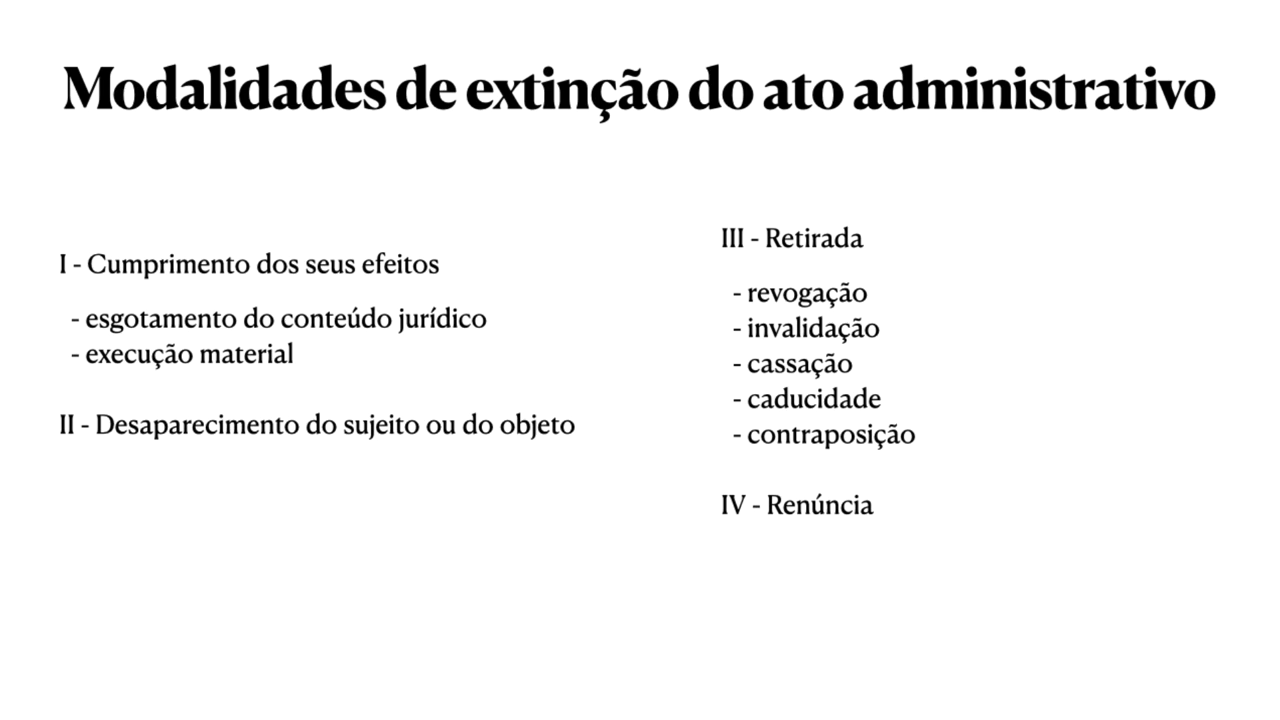 Modalidades de extinção do ato administrativo
I - Cumprimento dos seus efeitos
- esgotamento do conteúdo jurídico
- execução material
II - Desaparecimento do sujeito ou do objeto
III - Retirada
- revogação
- invalidação
- cassação
- caducidade
- contraposição
IV - Renúncia